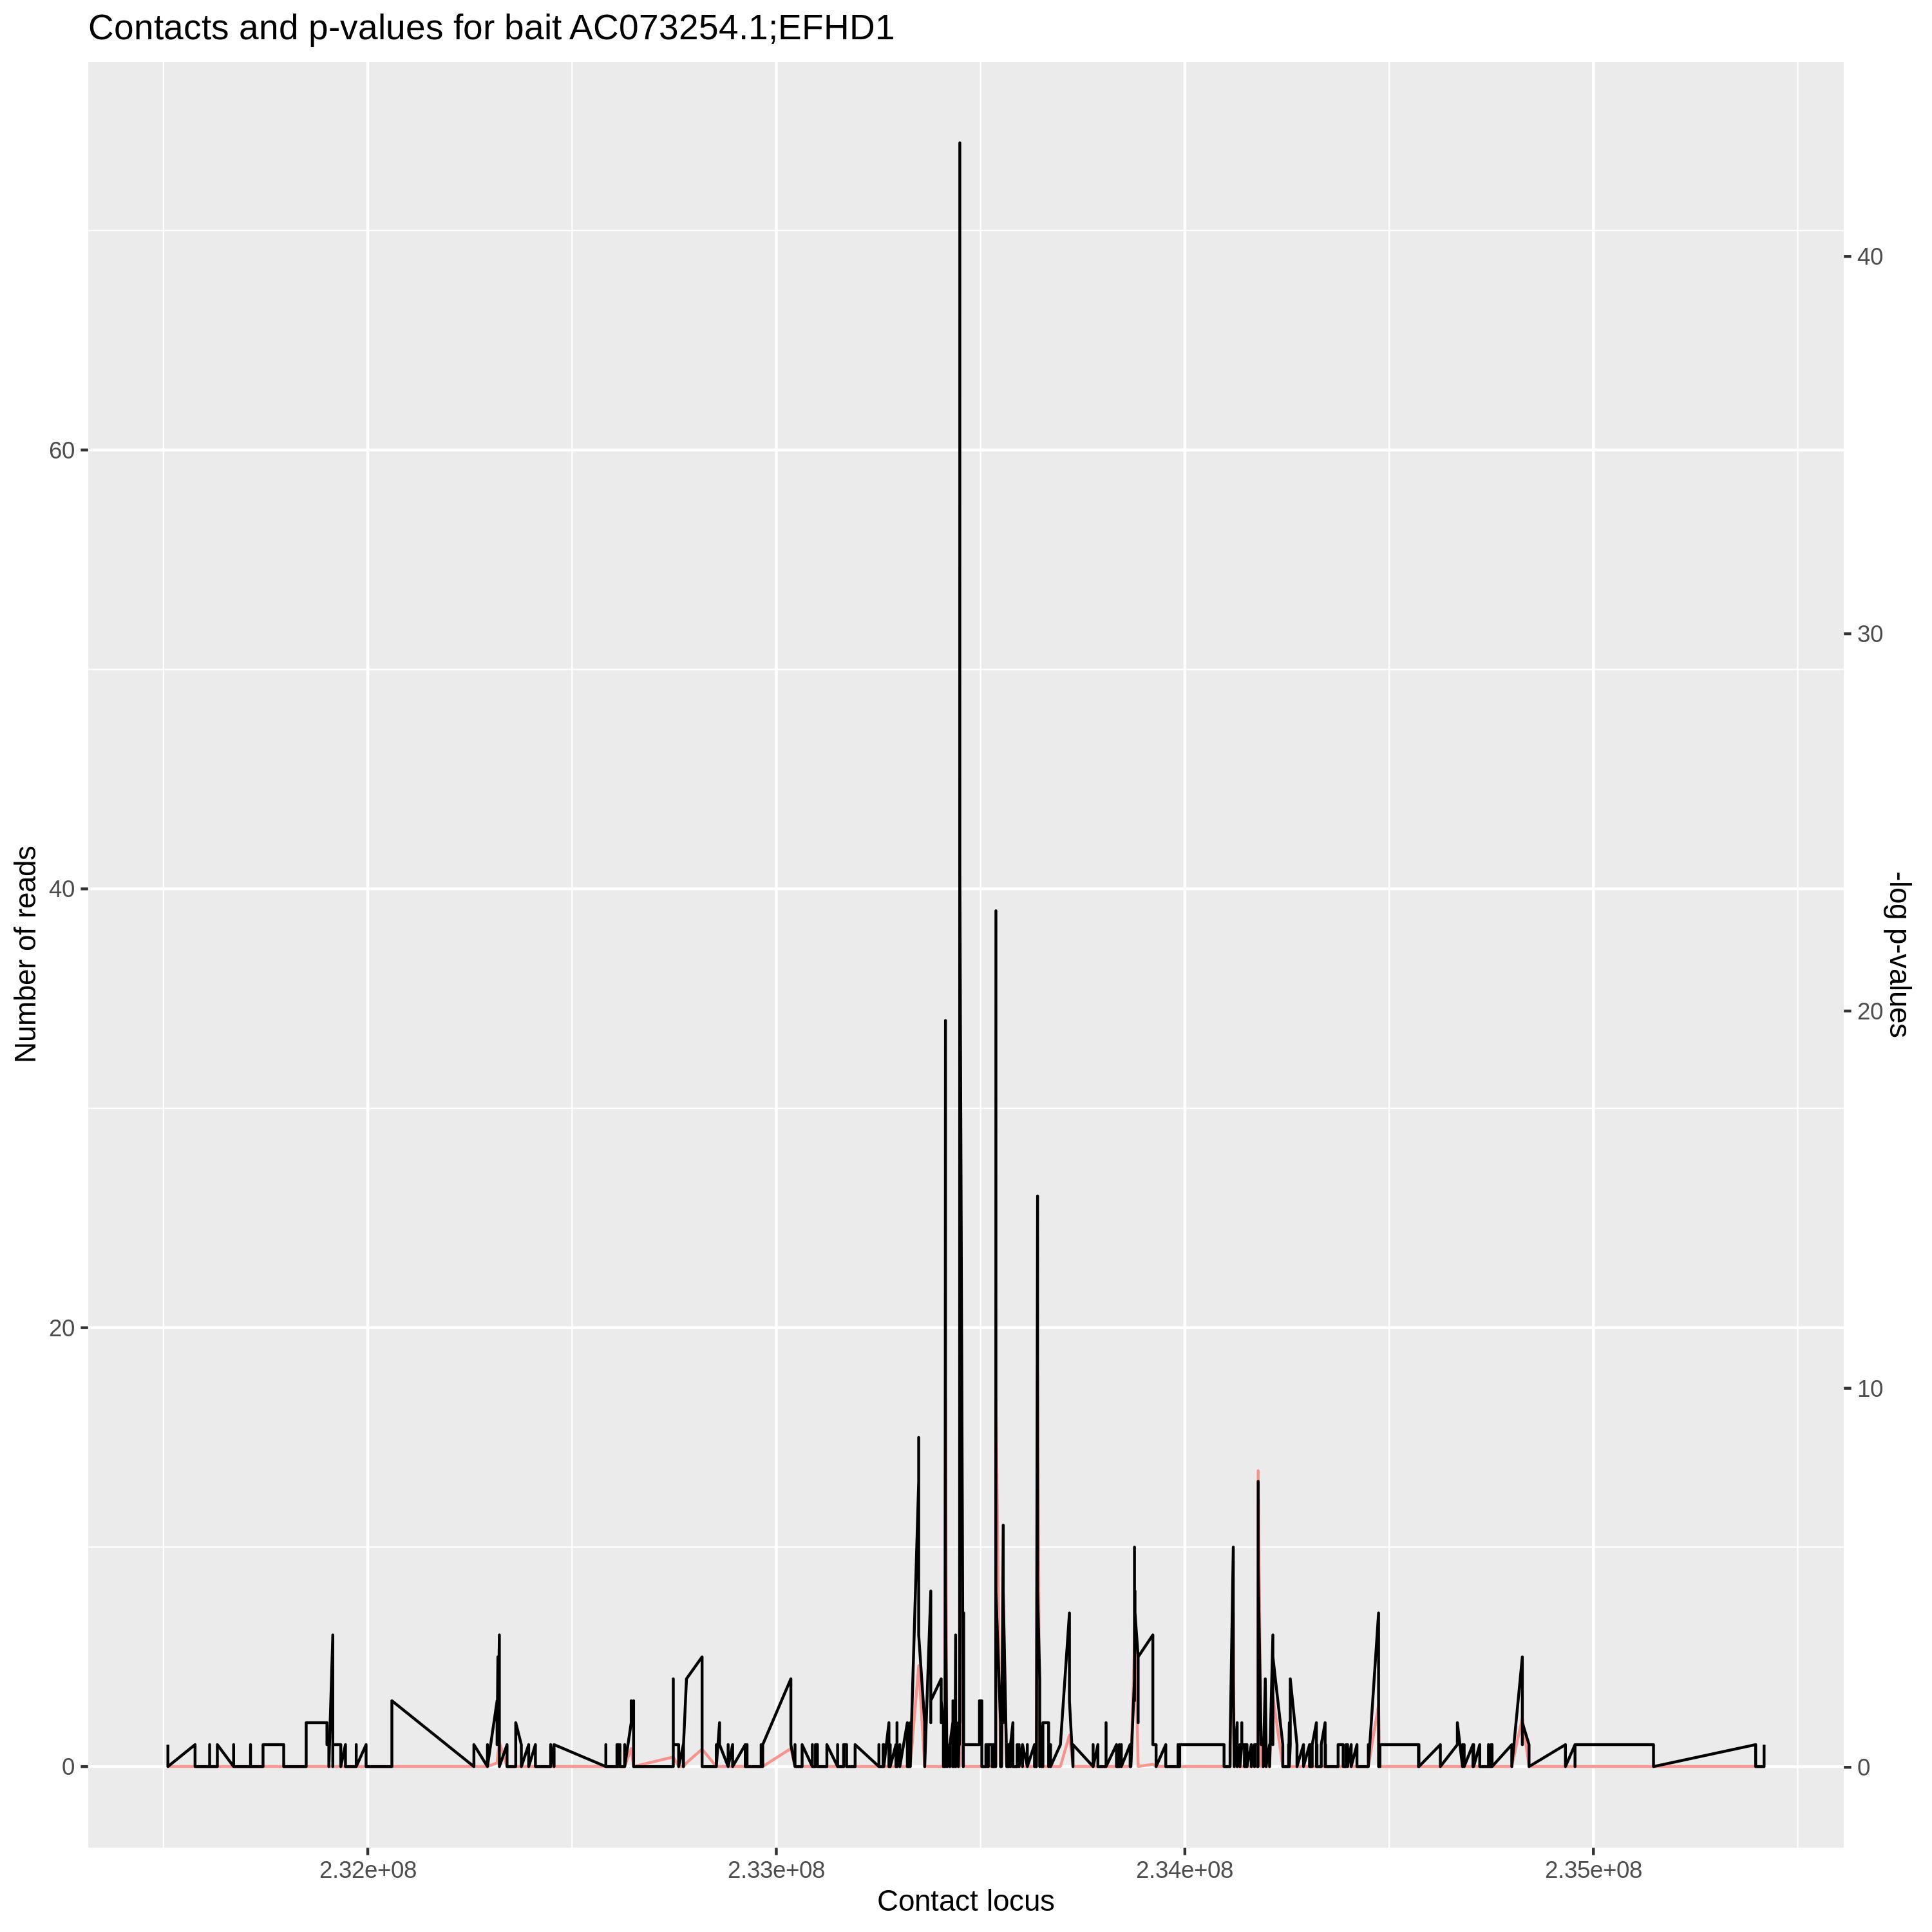 Contacts and p-values for bait AC073254.1;EFHD1
Number of reads
60
40
20
0
40
30
20
10
0
-log p-values
2.32e+08 2.33e+08 2.34e+08 2.35e+08
Contact locus